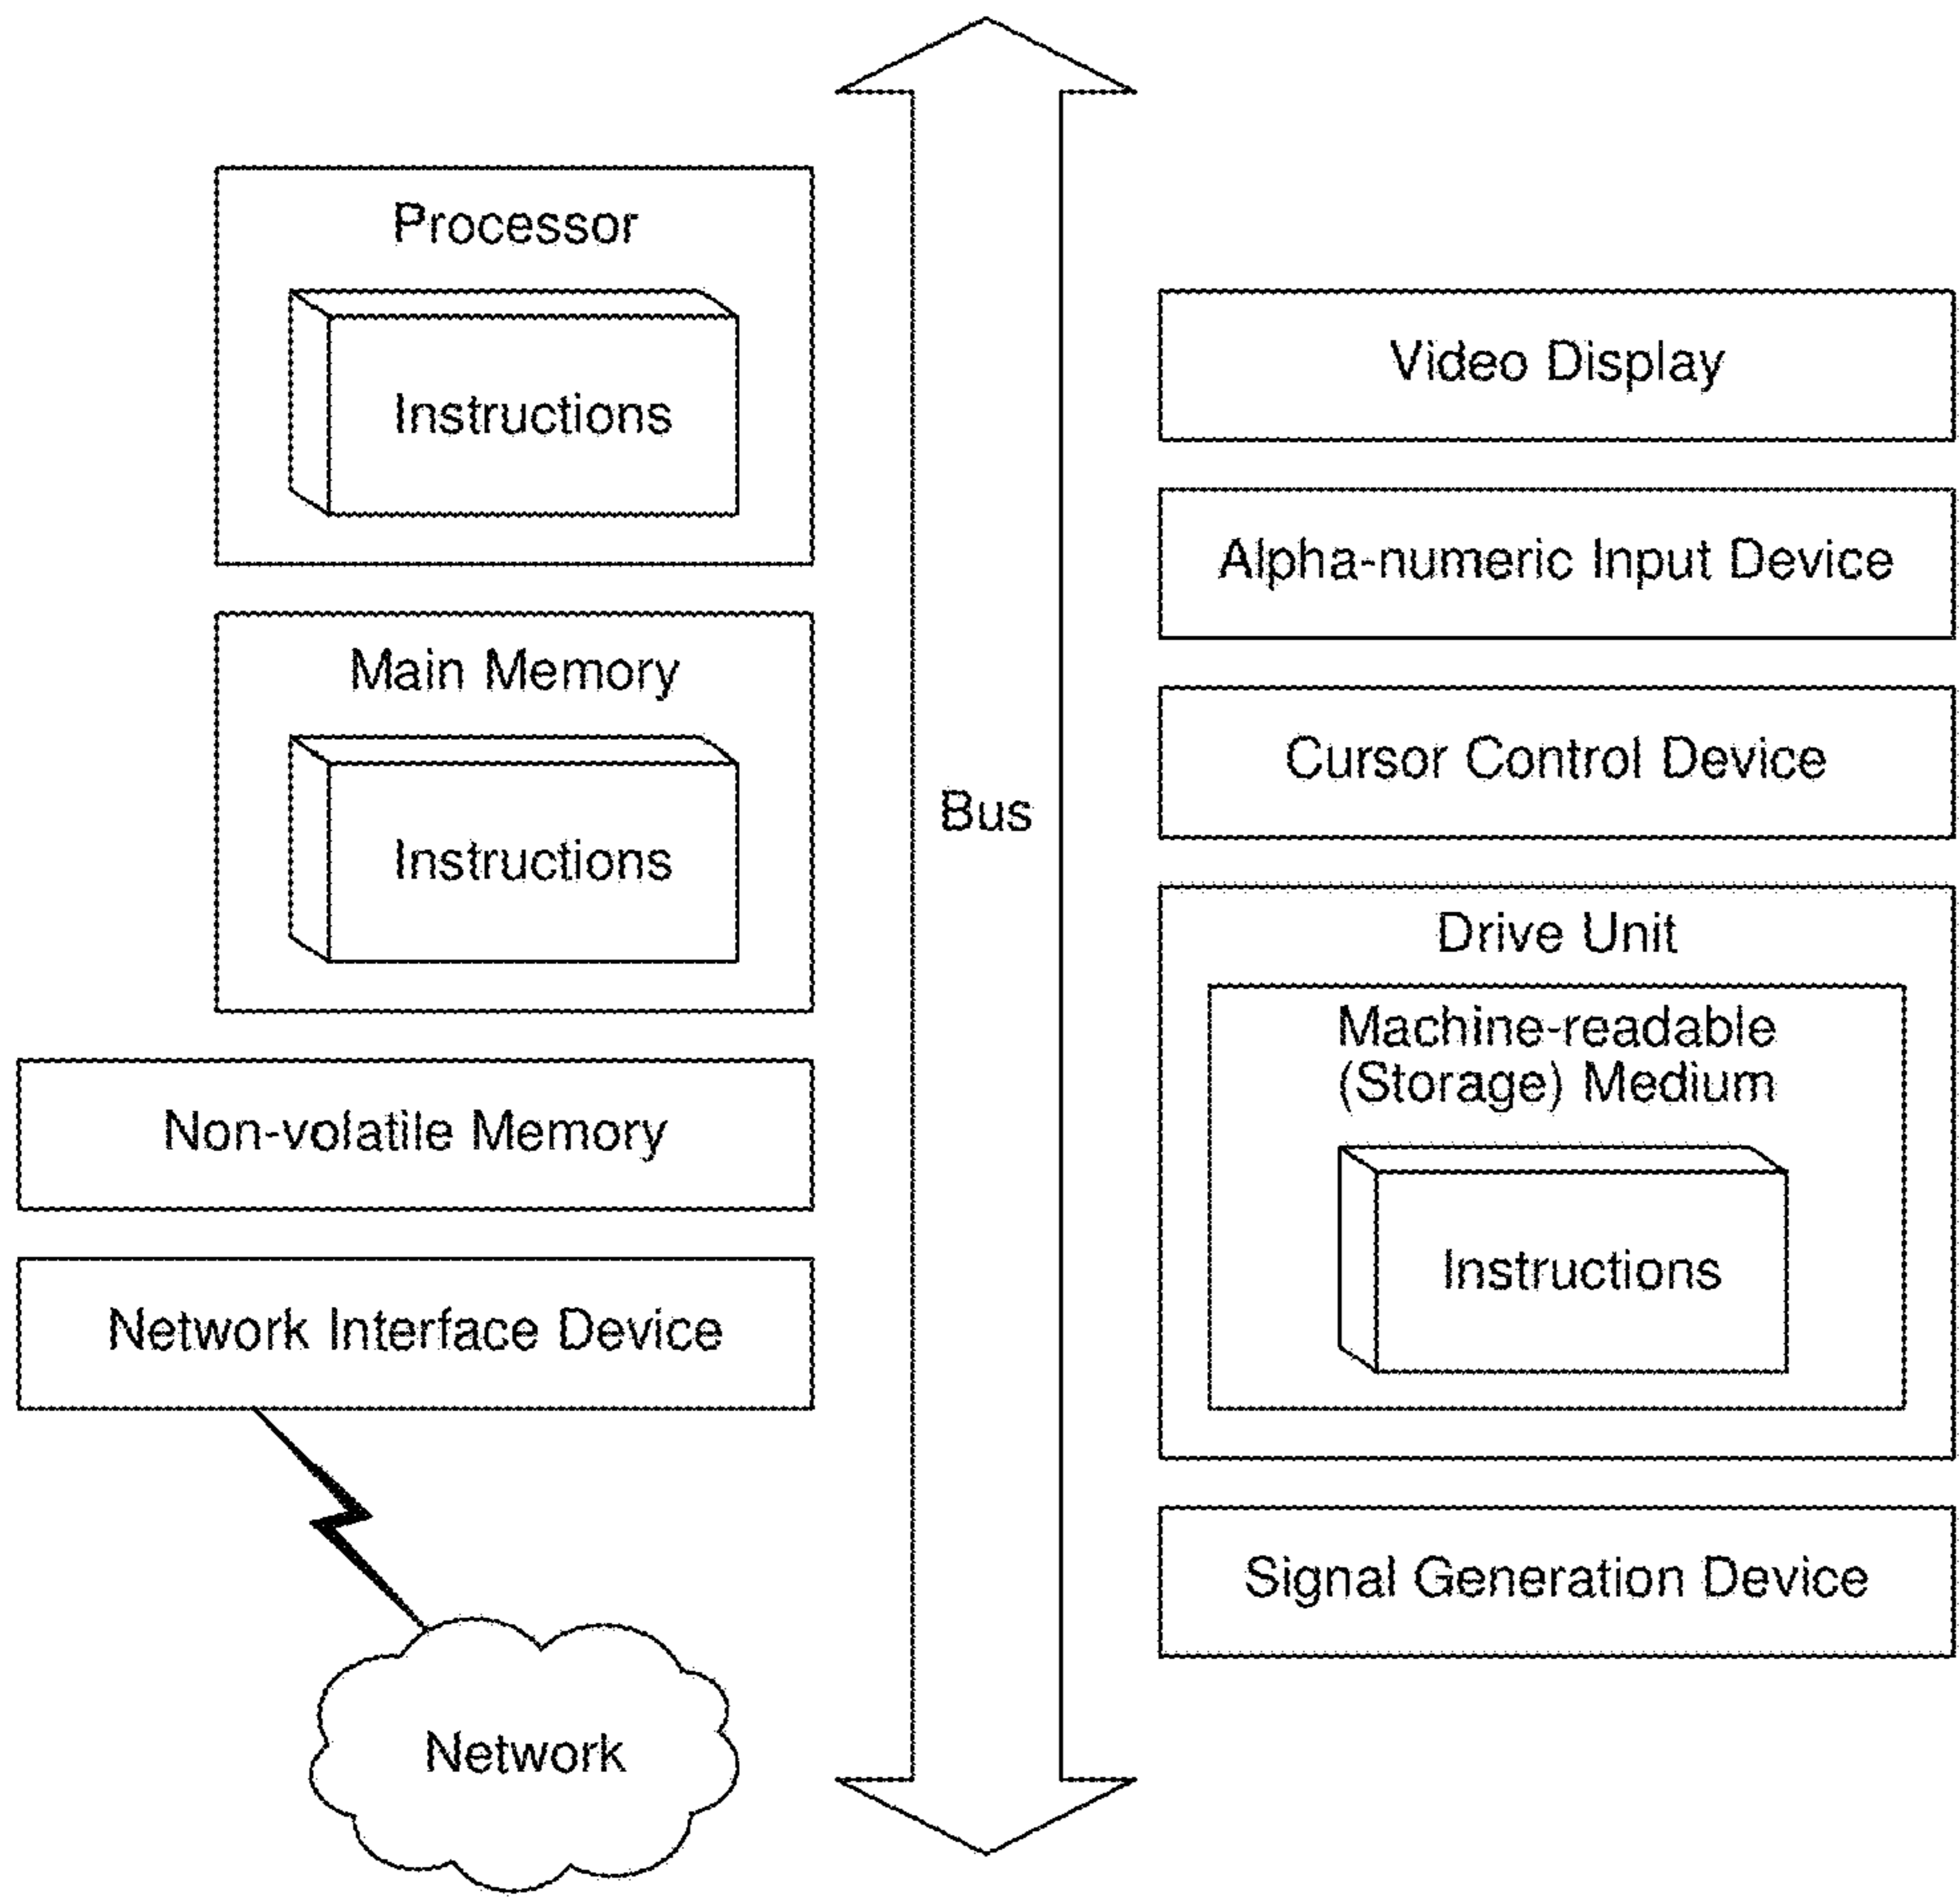 Processor
Instructions
Main Memory
Instructions
Non-volatile Memory
Network Interface Device
Network
Bus
Video Display
Alpha-numeric Input Device
Cursor Control Device
Drive Unit
Machine-readable
(Storage) Medium
Instructions
Signal Generation Device